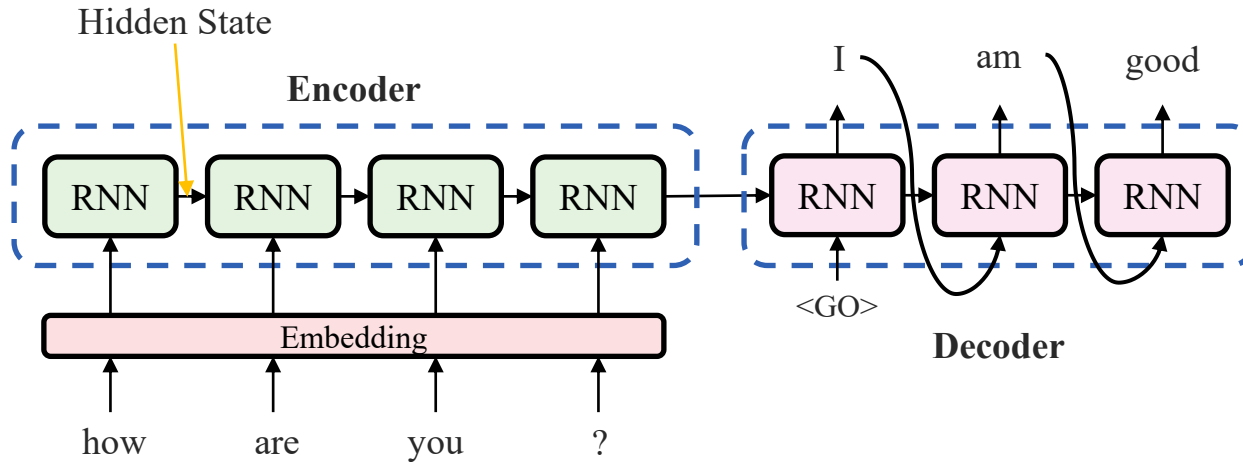 Hidden State
Encoder
RNN RNN RNN RNN
Embedding
how are you ?
I am good
RNN RNN RNN
<GO>
Decoder